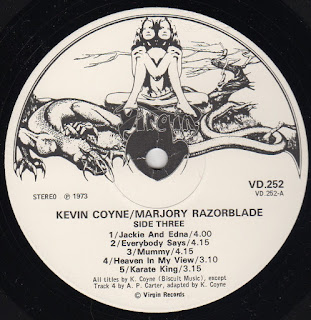 Virgin
VD.252
STEREO ℗ 1973 VD.252-A
KEVIN COYNE/MARJORY RAZORBLADE
SIDE THREE
1/Jackie And Edna/4.00
2/Everybody Says/4.15
3/Mummy/4.15
4/Heaven In My View/3.10
5/Karate King/3.15
All titles by K. Coyne (Biscuit Music), except
Track 4 by A. P. Carter, adapted by K. Coyne
© Virgin Records